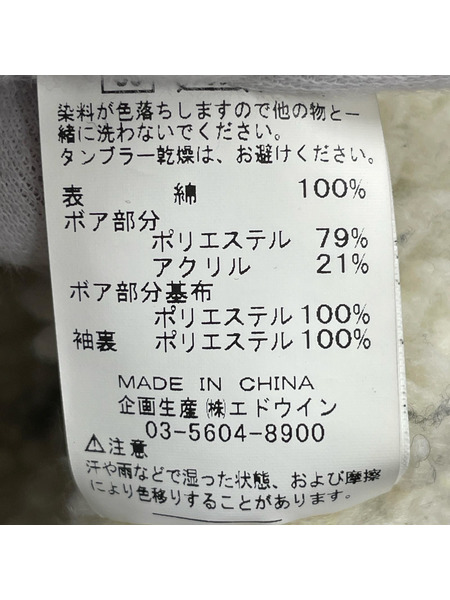 染料が色落ちしますので他の物と一
緒に洗わないでください。
タンブラー乾燥は、お避けください。
表 綿 100%
ボア部分
ポリエステル 79%
アクリル 21%
ボア部分基布
ポリエステル 100%
袖裏 ポリエステル 100%
MADE IN CHINA
企画生産 ㈱エドウイン
03-5604-8900
⚠注意
汗や雨などで湿った状態、および摩擦
により色移りすることがあります。